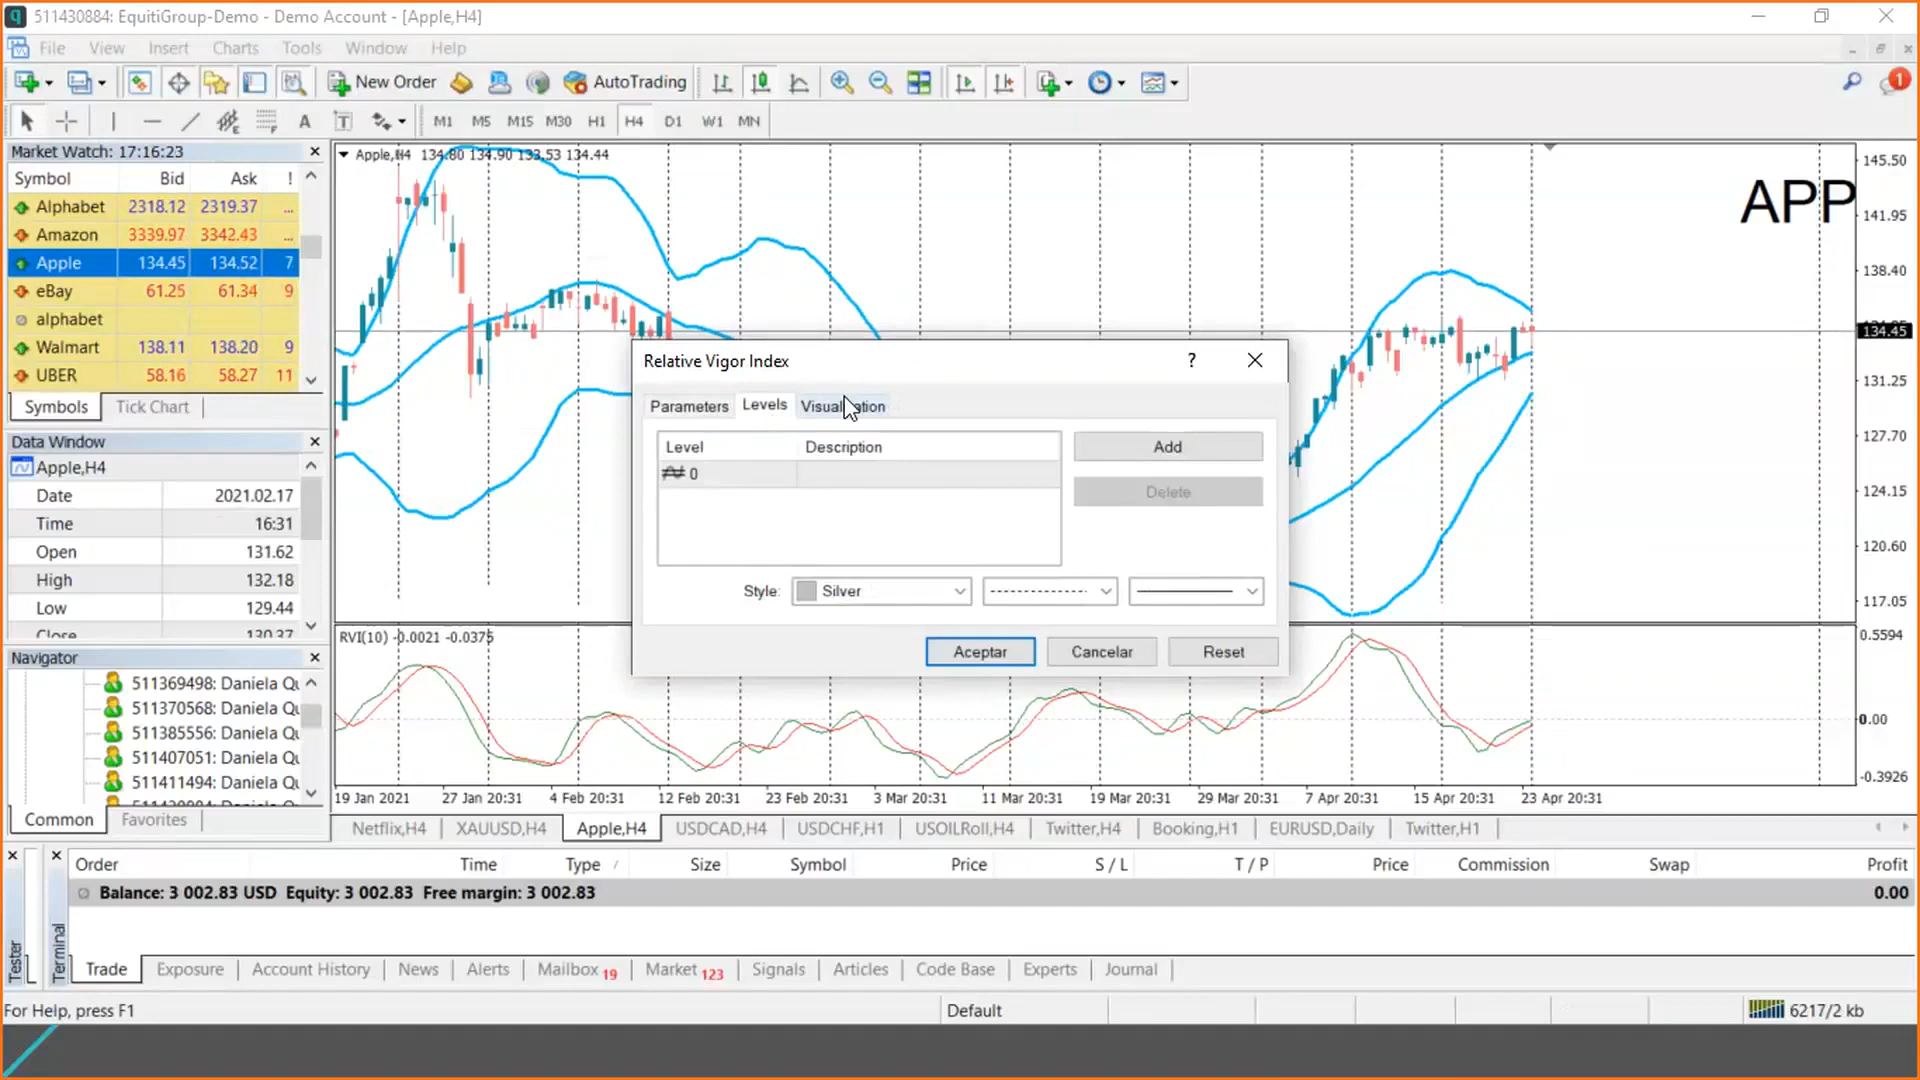 511430884: EquitiGroup-Demo - Demo Account - [Apple,H4]
File View Insert Charts Tools Window Help
New Order AutoTrading 1
A T M1 M5 M15 M30 H1 H4 D1 W1 MN
Market Watch: 17:16:23
Symbol Bid Ask !
Alphabet 2318.12 2319.37 ...
Amazon 3339.97 3342.43 ...
Apple 134.45 134.52 7
eBay 61.25 61.34 9
alphabet
Walmart 138.11 138.20 9
UBER 58.16 58.27 11
Symbols Tick Chart
Data Window
Apple,H4
Date 2021.02.17
Time 16:31
Open 131.62
High 132.18
Low 129.44
Close 130.37
Navigator
511369498: Daniela
511370568: Daniela
511385556: Daniela
511407051: Daniela
511411494: Daniela
Common Favorites
Apple,H4 134.80 134.90 133.53 134.44
APP
145.50
141.95
138.40
134.45
131.25
127.70
124.15
120.60
117.05
Relative Vigor Index ?
Parameters Levels Visualization
Level Description
0
Add
Delete
Style: Silver
Aceptar Cancelar Reset
RVI(10) -0.0021 -0.0375
0.5594
0.00
-0.3926
19 Jan 2021 27 Jan 20:31 4 Feb 20:31 12 Feb 20:31 23 Feb 20:31 3 Mar 20:31 11 Mar 20:31 19 Mar 20:31 29 Mar 20:31 7 Apr 20:31 15 Apr 20:31 23 Apr 20:31
Netflix,H4 XAUUSD,H4 Apple,H4 USDCAD,H4 USDCHF,H1 USOILRoll,H4 Twitter,H4 Booking,H1 EURUSD,Daily Twitter,H1
Order Time Type / Size Symbol Price S / L T / P Price Commission Swap Profit
Balance: 3 002.83 USD Equity: 3 002.83 Free margin: 3 002.83 0.00
Tester
Terminal
Trade Exposure Account History News Alerts Mailbox 19 Market 123 Signals Articles Code Base Experts Journal
For Help, press F1 Default 6217/2 kb